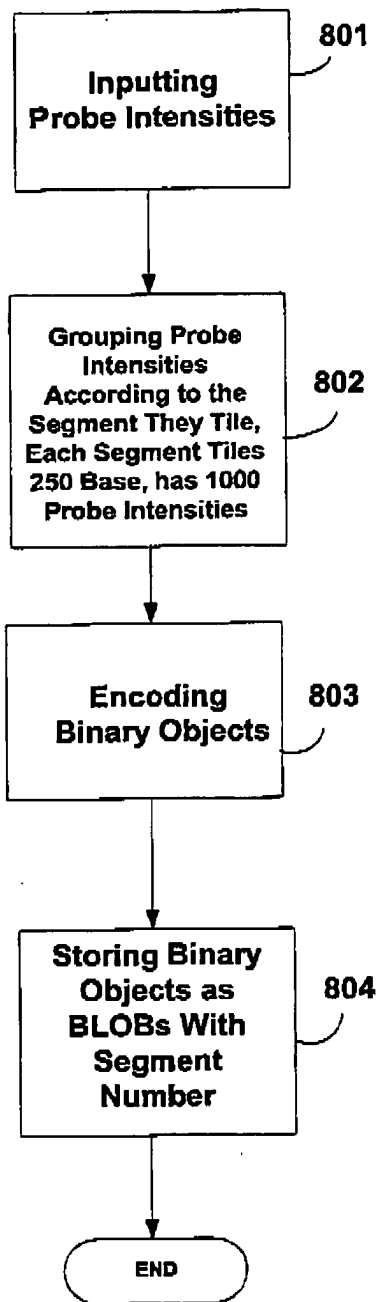 801
Inputting
Probe Intensities
Grouping Probe
Intensities
According to the
Segment They Tile,
Each Segment Tiles
250 Base, has 1000
Probe Intensities
802
Encoding
Binary Objects
803
Storing Binary
Objects as
BLOBs With
Segment
Number
804
END